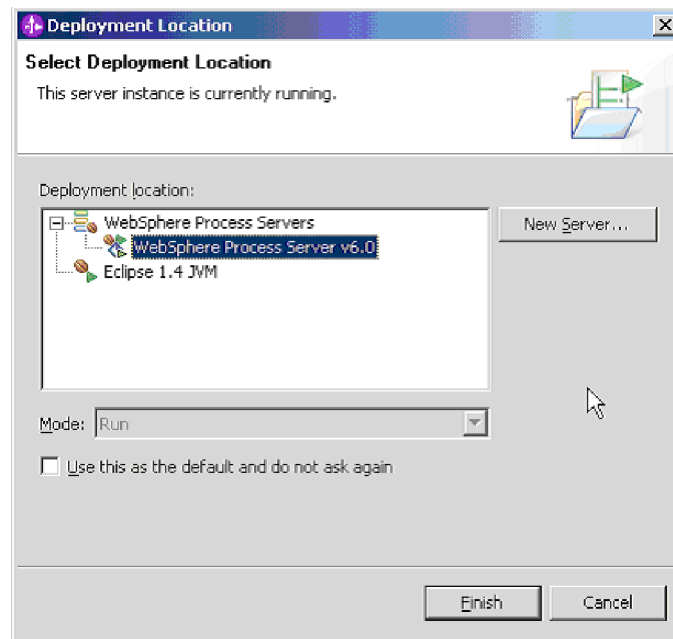 Deployment Location
Select Deployment Location
This server instance is currently running.
Deployment location:
WebSphere Process Servers
New Server...
WebSphere Process Server v6.0
Eclipse 1.4 JVM
Mode: Run
Use this as the default and do not ask again
Finish Cancel